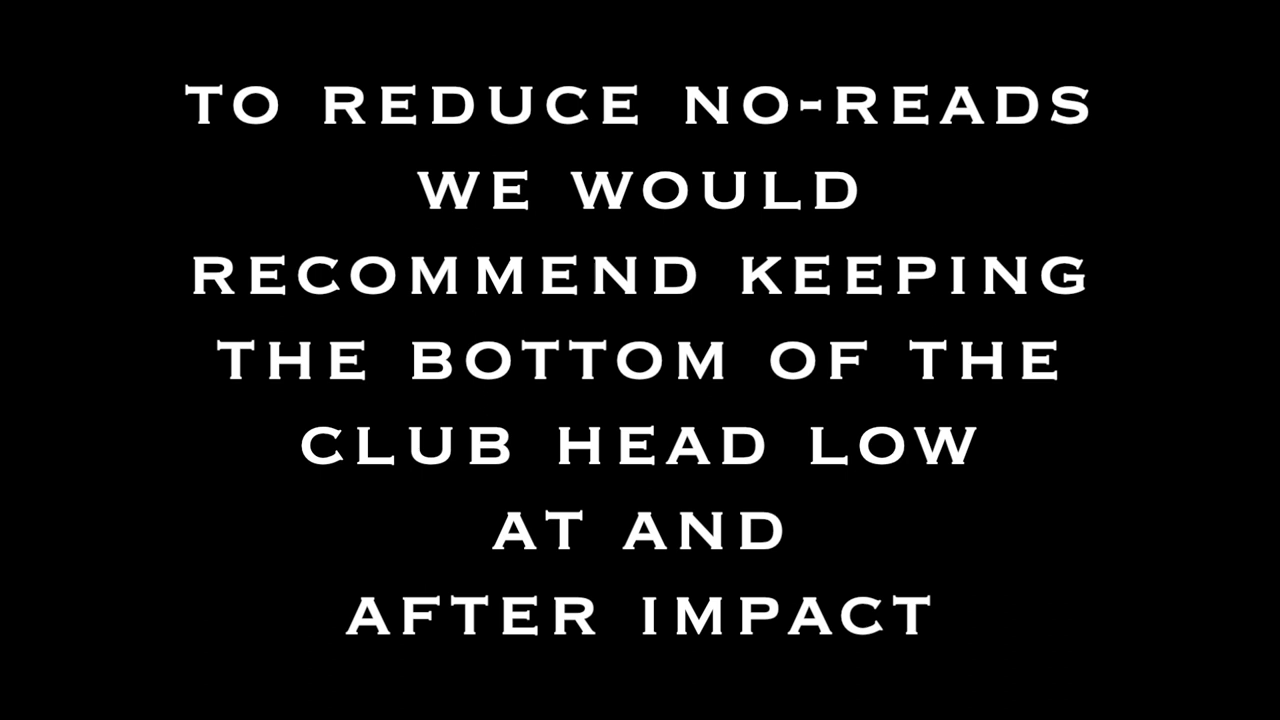 TO REDUCE NO-READS
WE WOULD
RECOMMEND KEEPING
THE BOTTOM OF THE
CLUB HEAD LOW
AT AND
AFTER IMPACT